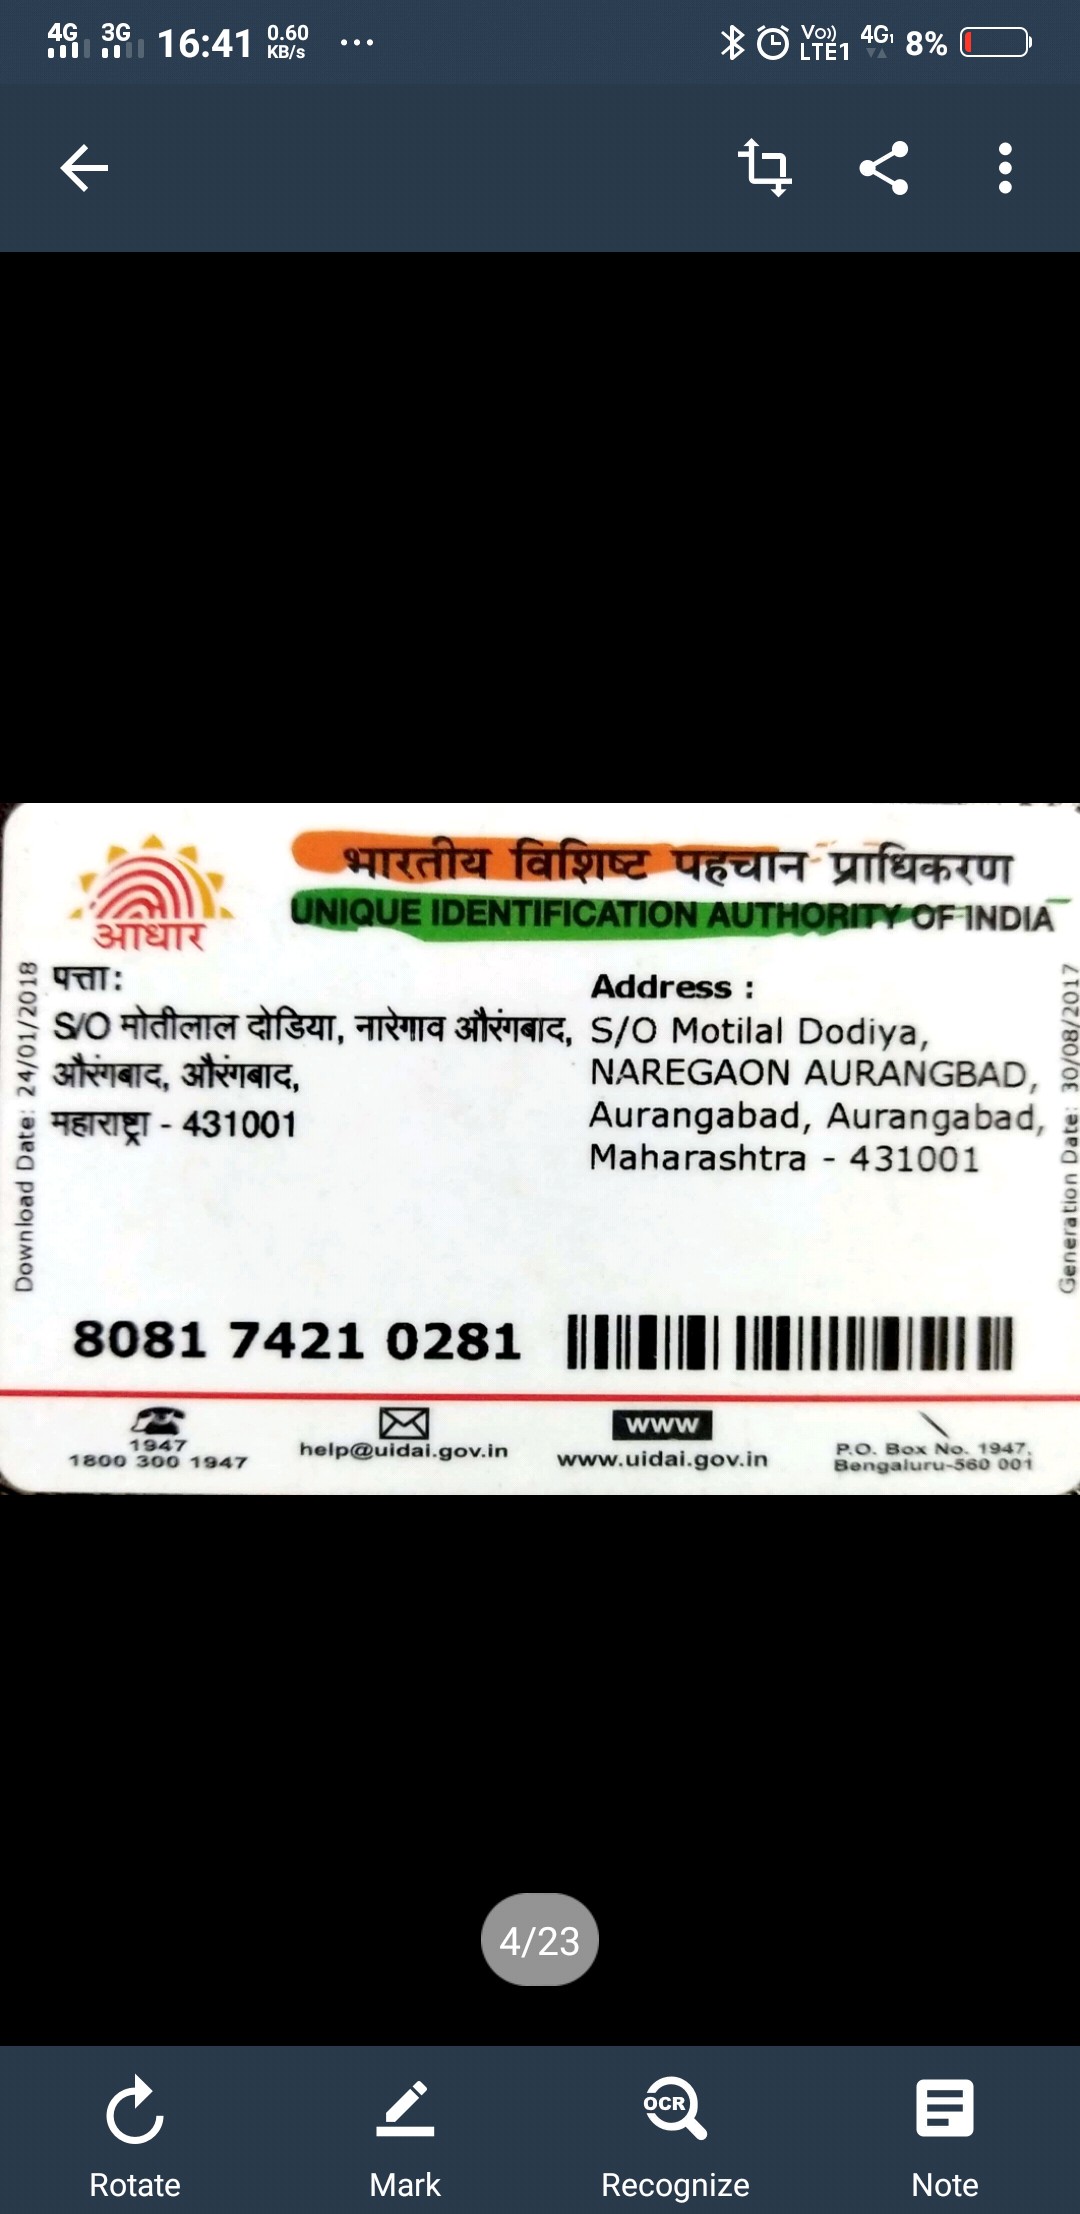 4G 3G 16:41 0.60 KB/s ... Vo)) LTE1 4G1 8%
भारतीय विशिष्ट पहचान प्राधिकरण
UNIQUE IDENTIFICATION AUTHORITY OF INDIA
आधार
Download Date: 24/01/2018
पत्ता:
S/O मोतीलाल दोडिया, नारेगाव औरंगबाद,
औरंगबाद, औरंगबाद,
महाराष्ट्रा - 431001
Address :
S/O Motilal Dodiya,
NAREGAON AURANGBAD,
Aurangabad, Aurangabad,
Maharashtra - 431001
Generation Date: 30/08/2017
8081 7421 0281
1947
1800 300 1947
help@uidai.gov.in
www
www.uidai.gov.in
P.O. Box No. 1947,
Bengaluru-560 001
4/23
OCR
Rotate Mark Recognize Note